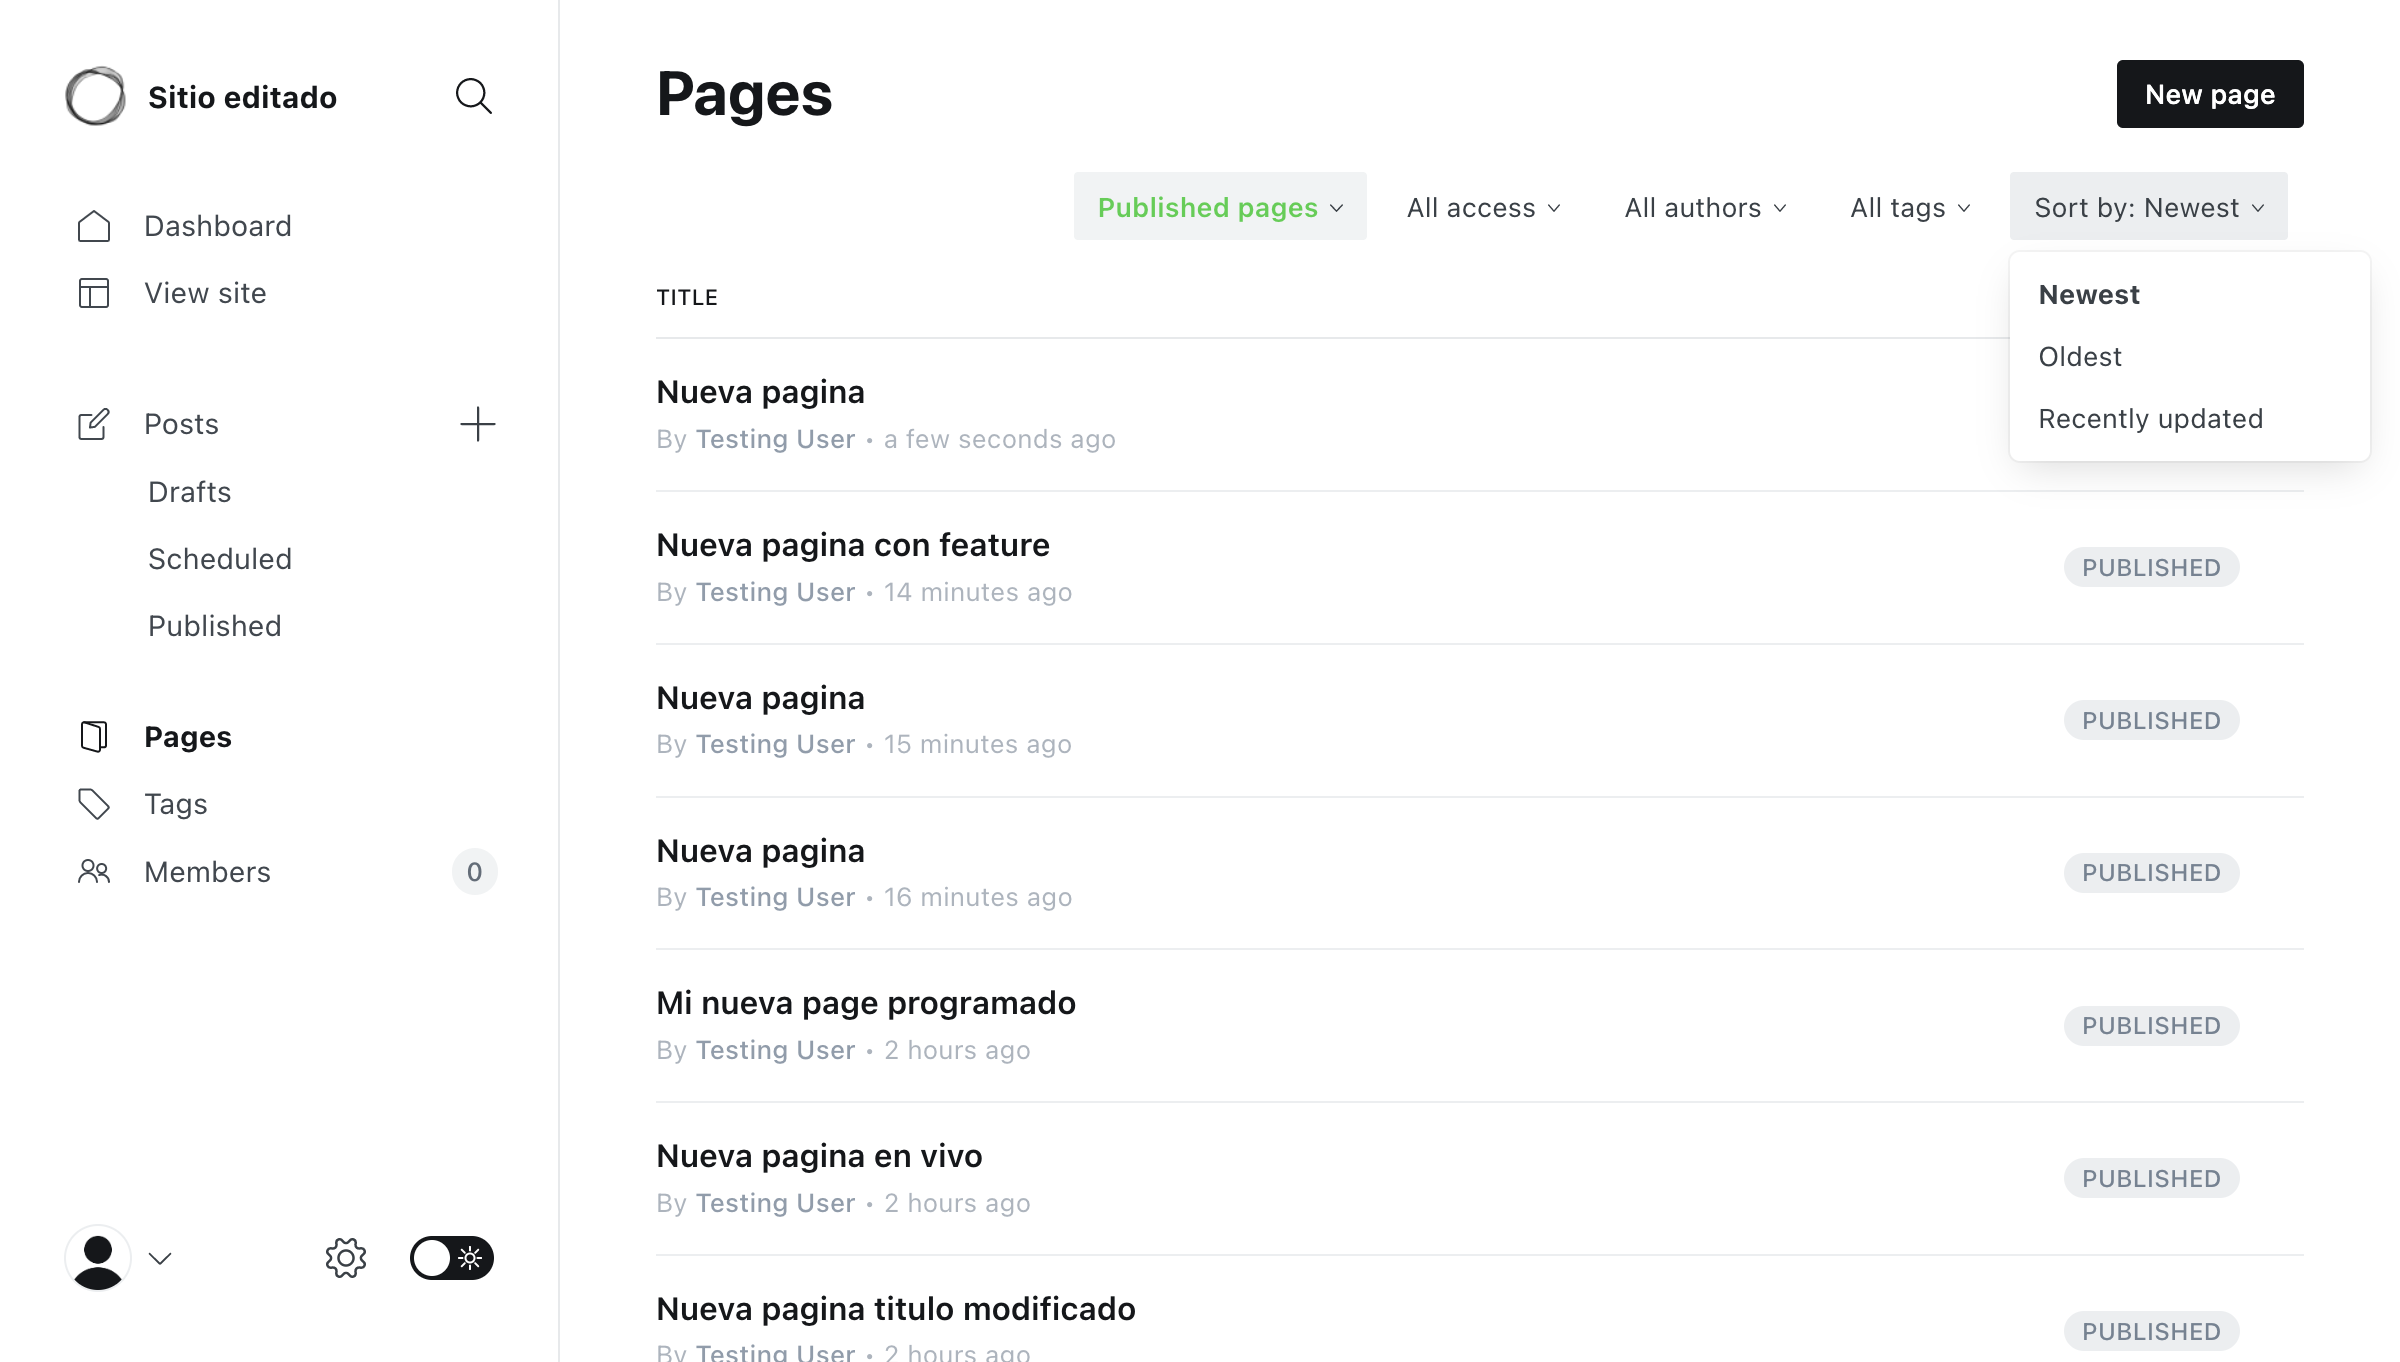 Sitio editado
Dashboard
View site
Posts
Drafts
Scheduled
Published
Pages
Tags
Members 0
Pages
New page
Published pages All access All authors All tags Sort by: Newest
Newest
Oldest
Recently updated
TITLE
Nueva pagina
By Testing User • a few seconds ago
Nueva pagina con feature
By Testing User • 14 minutes ago
PUBLISHED
Nueva pagina
By Testing User • 15 minutes ago
PUBLISHED
Nueva pagina
By Testing User • 16 minutes ago
PUBLISHED
Mi nueva page programado
By Testing User • 2 hours ago
PUBLISHED
Nueva pagina en vivo
By Testing User • 2 hours ago
PUBLISHED
Nueva pagina titulo modificado
By Testing User • 2 hours ago
PUBLISHED